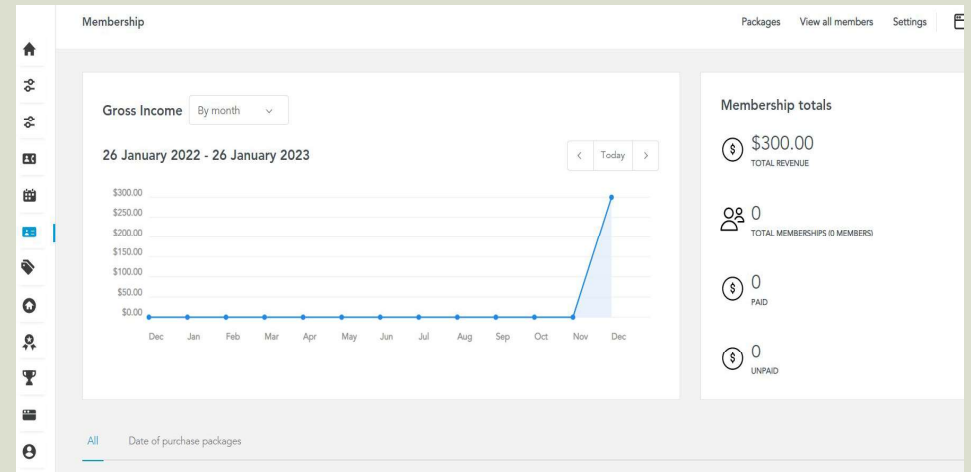 Membership
Packages View all members Settings
Gross Income By month
26 January 2022 - 26 January 2023
< Today >
$300.00
$250.00
$200.00
$150.00
$100.00
$50.00
$0.00
Dec Jan Feb Mar Apr May Jun Jul Aug Sep Oct Nov Dec
Membership totals
$300.00
TOTAL REVENUE
0
TOTAL MEMBERSHIPS (0 MEMBERS)
0
PAID
0
UNPAID
All Date of purchase packages